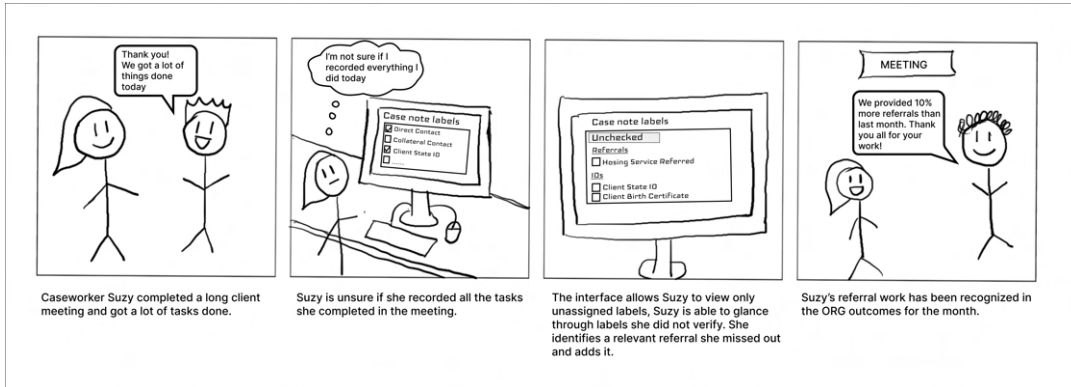 Thank you!
We got a lot of
things done
today
Caseworker Suzy completed a long client
meeting and got a lot of tasks done.
I'm not sure if I
recorded everything I
did today
Case note labels
Direct Contact
Collateral Contact
Client State ID
......
Suzy is unsure if she recorded all the tasks
she completed in the meeting.
Case note labels
Unchecked
Referrals
Hosing Service Referred
IDs
Client State ID
Client Birth Certificate
The interface allows Suzy to view only
unassigned labels, Suzy is able to glance
through labels she did not verify. She
identifies a relevant referral she missed out
and adds it.
MEETING
We provided 10%
more referrals than
last month. Thank
you all for your
work!
Suzy's referral work has been recognized in
the ORG outcomes for the month.